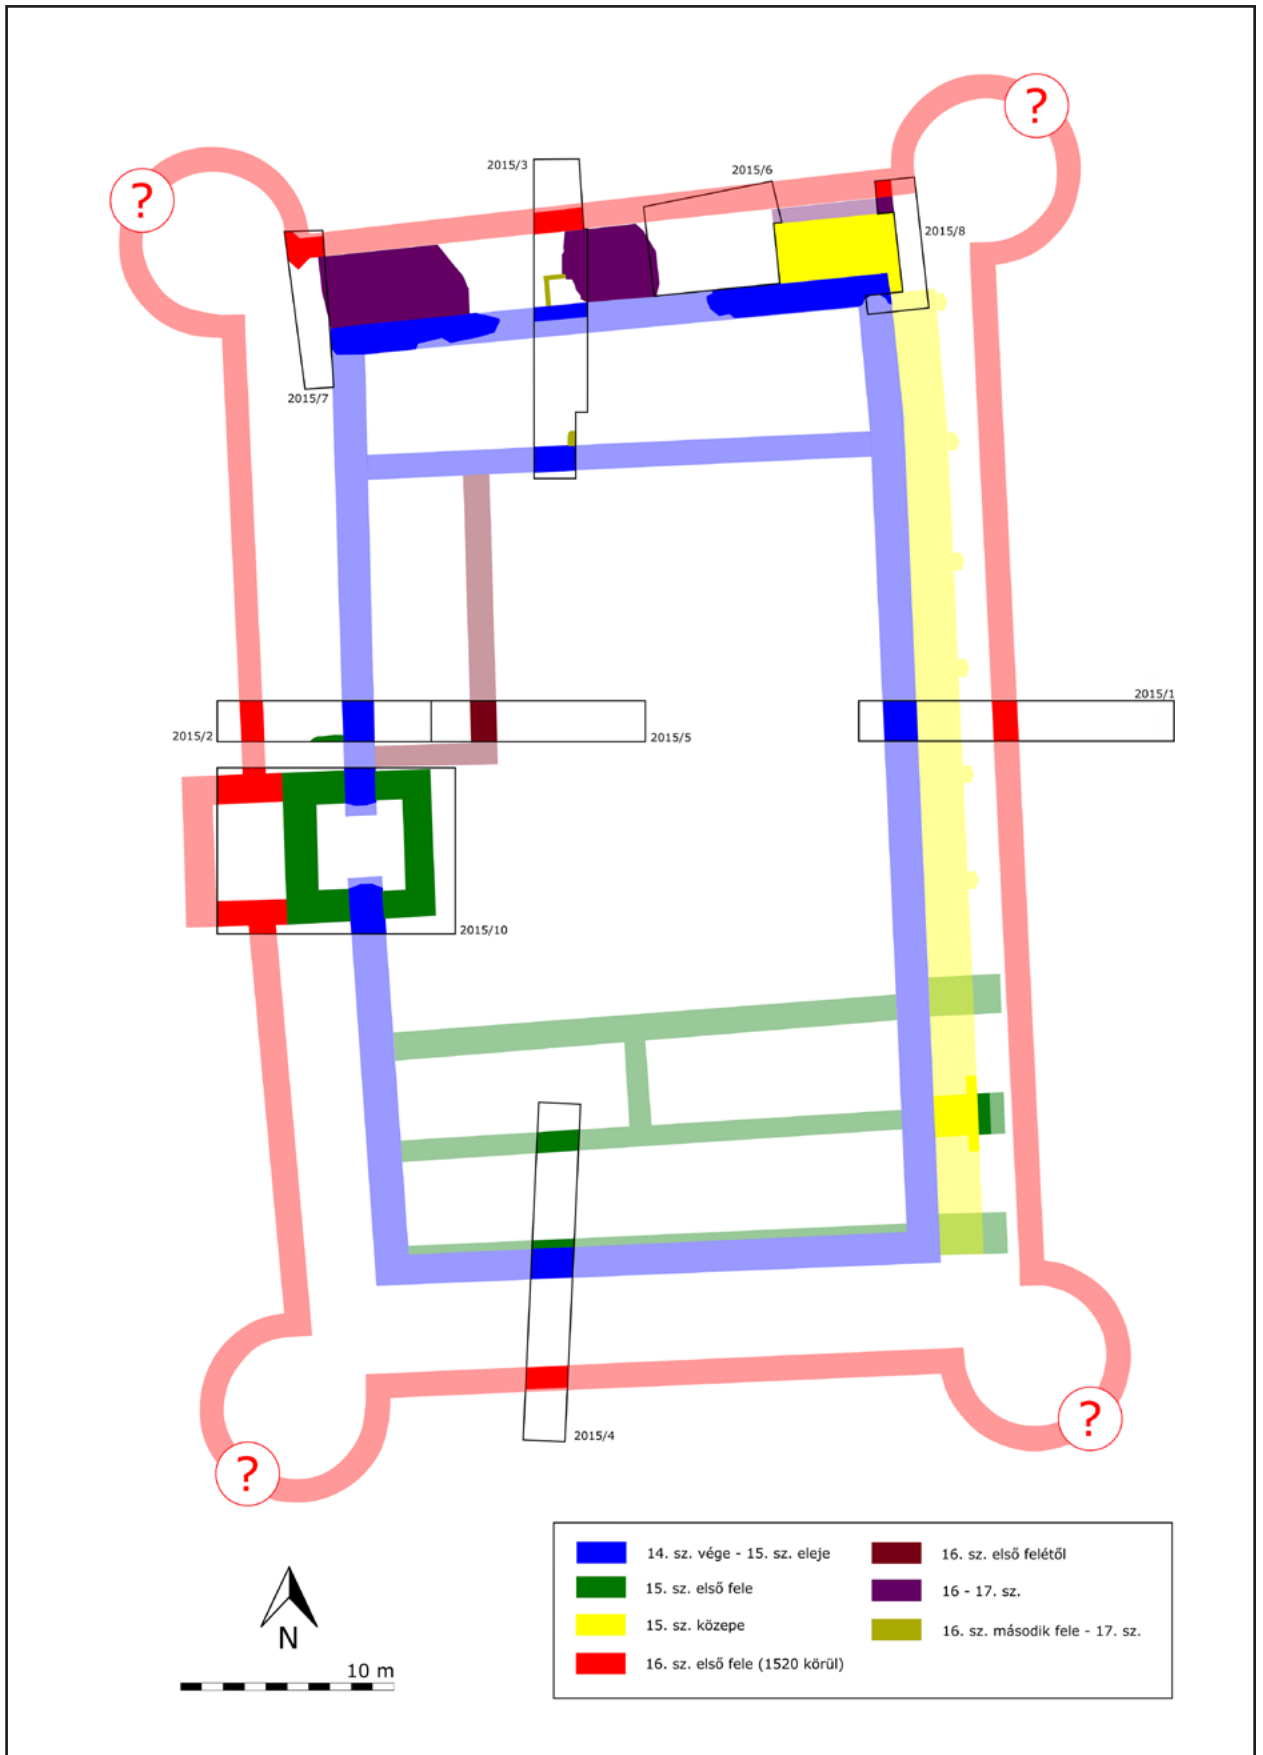 ?
2015/3
2015/6
?
2015/8
2015/7
2015/1
2015/2
2015/5
2015/10
?
2015/4
?
14. sz. vége - 15. sz. eleje
15. sz. első fele
15. sz. közepe
16. sz. első fele (1520 körül)
16. sz. első felétől
16 - 17. sz.
16. sz. második fele - 17. sz.
N
10 m